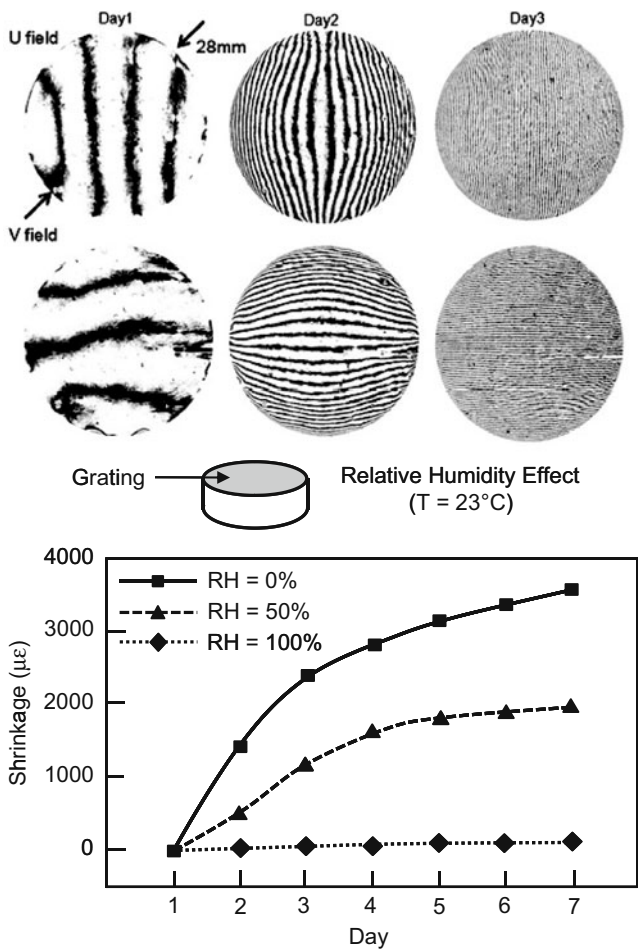 Day1 Day2 Day3
U field
28mm
V field
Grating
Relative Humidity Effect
(T = 23°C)
4000
3000
2000
1000
0
Shrinkage (με)
RH = 0%
RH = 50%
RH = 100%
1 2 3 4 5 6 7
Day